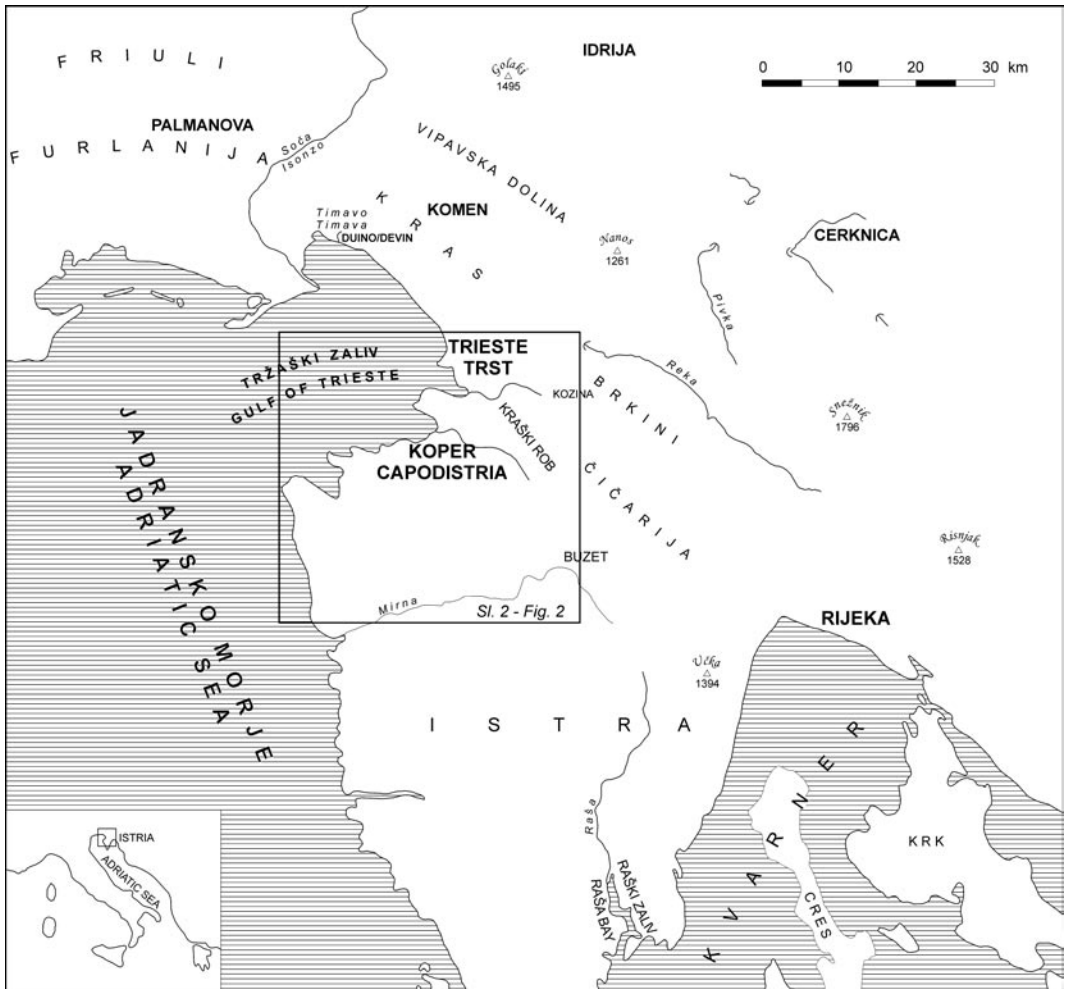 FRIULI
IDRIJA
Golaki
1495
0 10 20 30 km
PALMANOVA
FURLANIJA
Soča
Isonzo
VIPAVSKA DOLINA
KRAS
KOMEN
Timavo
Timava
DUINO/DEVIN
Nanos
1261
CERKNICA
Pivka
TRŽAŠKI ZALIV
GULF OF TRIESTE
TRIESTE
TRST
KOZINA
Reka
BRKINI
Snežnik
1796
KRAŠKI ROB
KOPER
CAPODISTRIA
ČIČARIJA
JADRANSKO MORJE
ADRIATIC SEA
BUZET
Risnjak
1528
Mirna
Sl. 2 - Fig. 2
RIJEKA
Učka
1394
ISTRA
KVARNER
Raša
RAŠKI ZALIV
RAŠA BAY
CRES
KRK
ISTRIA
ADRIATIC SEA